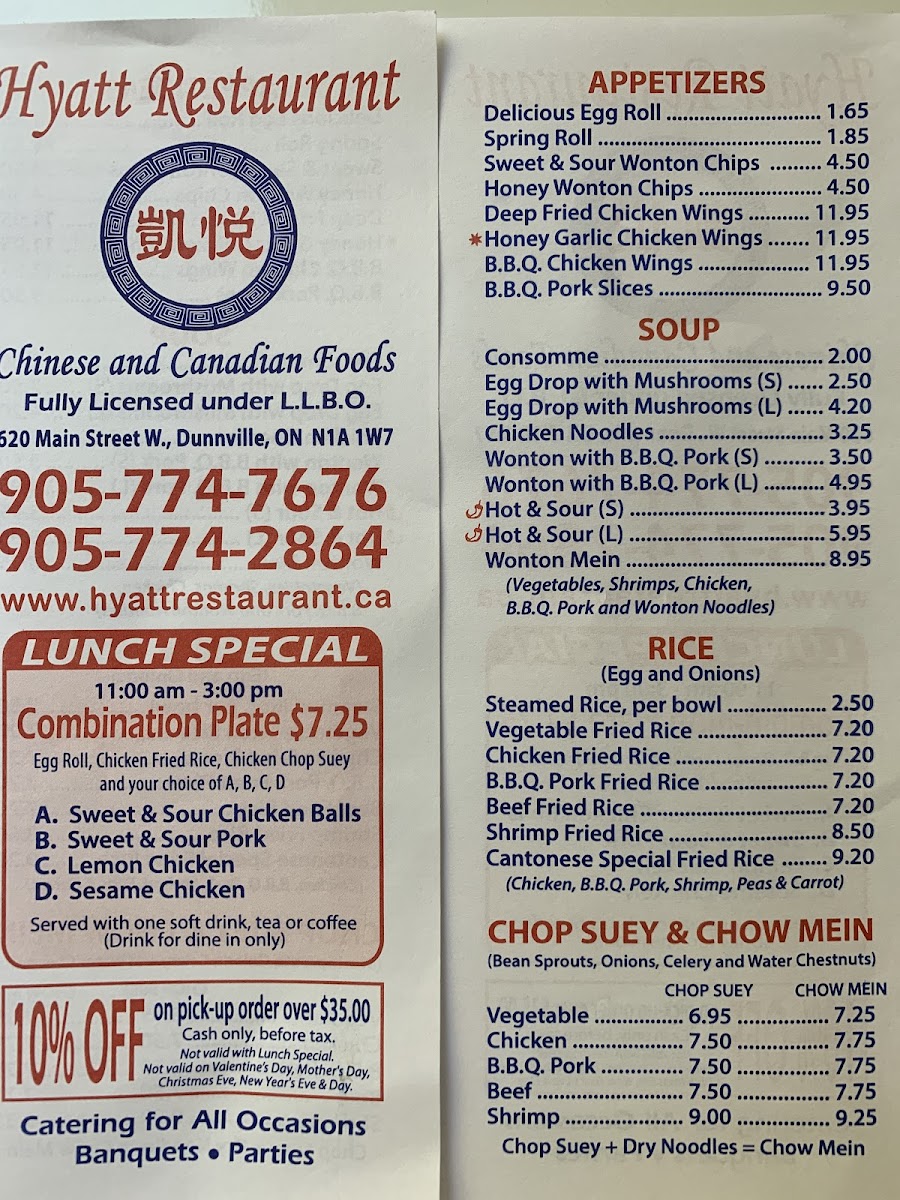 Hyatt Restaurant
凱悦
Chinese and Canadian Foods
Fully Licensed under L.L.B.O.
620 Main Street W., Dunnville, ON N1A 1W7
905-774-7676
905-774-2864
www.hyattrestaurant.ca
LUNCH SPECIAL
11:00 am - 3:00 pm
Combination Plate $7.25
Egg Roll, Chicken Fried Rice, Chicken Chop Suey
and your choice of A, B, C, D
A. Sweet & Sour Chicken Balls
B. Sweet & Sour Pork
C. Lemon Chicken
D. Sesame Chicken
Served with one soft drink, tea or coffee
(Drink for dine in only)
10% OFF
on pick-up order over $35.00
Cash only, before tax.
Not valid with Lunch Special.
Not valid on Valentine's Day, Mother's Day,
Christmas Eve, New Year's Eve & Day.
Catering for All Occasions
Banquets • Parties
APPETIZERS
Delicious Egg Roll ............................ 1.65
Spring Roll ........................................ 1.85
Sweet & Sour Wonton Chips ......... 4.50
Honey Wonton Chips ...................... 4.50
Deep Fried Chicken Wings ........... 11.95
* Honey Garlic Chicken Wings ....... 11.95
B.B.Q. Chicken Wings .................... 11.95
B.B.Q. Pork Slices .............................. 9.50
SOUP
Consomme ....................................... 2.00
Egg Drop with Mushrooms (S) ...... 2.50
Egg Drop with Mushrooms (L) ...... 4.20
Chicken Noodles .............................. 3.25
Wonton with B.B.Q. Pork (S) .......... 3.50
Wonton with B.B.Q. Pork (L) .......... 4.95
Hot & Sour (S) ................................... 3.95
Hot & Sour (L) ................................... 5.95
Wonton Mein .................................... 8.95
(Vegetables, Shrimps, Chicken,
B.B.Q. Pork and Wonton Noodles)
RICE
(Egg and Onions)
Steamed Rice, per bowl .................. 2.50
Vegetable Fried Rice ....................... 7.20
Chicken Fried Rice ........................... 7.20
B.B.Q. Pork Fried Rice ...................... 7.20
Beef Fried Rice ................................. 7.20
Shrimp Fried Rice ............................ 8.50
Cantonese Special Fried Rice ........ 9.20
(Chicken, B.B.Q. Pork, Shrimp, Peas & Carrot)
CHOP SUEY & CHOW MEIN
(Bean Sprouts, Onions, Celery and Water Chestnuts)
CHOP SUEY CHOW MEIN
Vegetable ............... 6.95 ................ 7.25
Chicken ................... 7.50 ................ 7.75
B.B.Q. Pork .............. 7.50 ................ 7.75
Beef .......................... 7.50 ................ 7.75
Shrimp ..................... 9.00 ................ 9.25
Chop Suey + Dry Noodles = Chow Mein